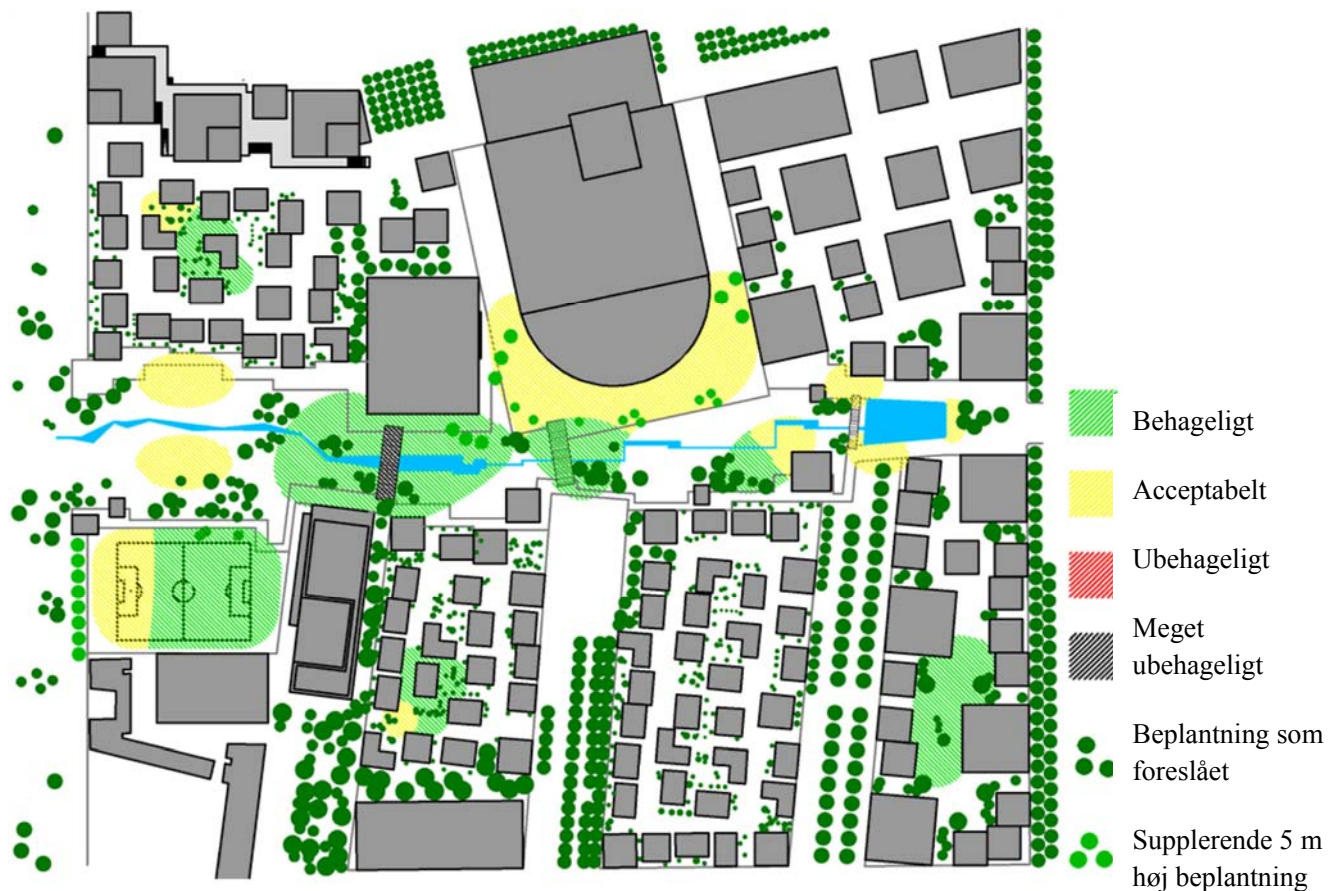 Behageligt
Acceptabelt
Ubehageligt
Meget
ubehageligt
Beplantning som
foreslået
Supplerende 5 m
høj beplantning